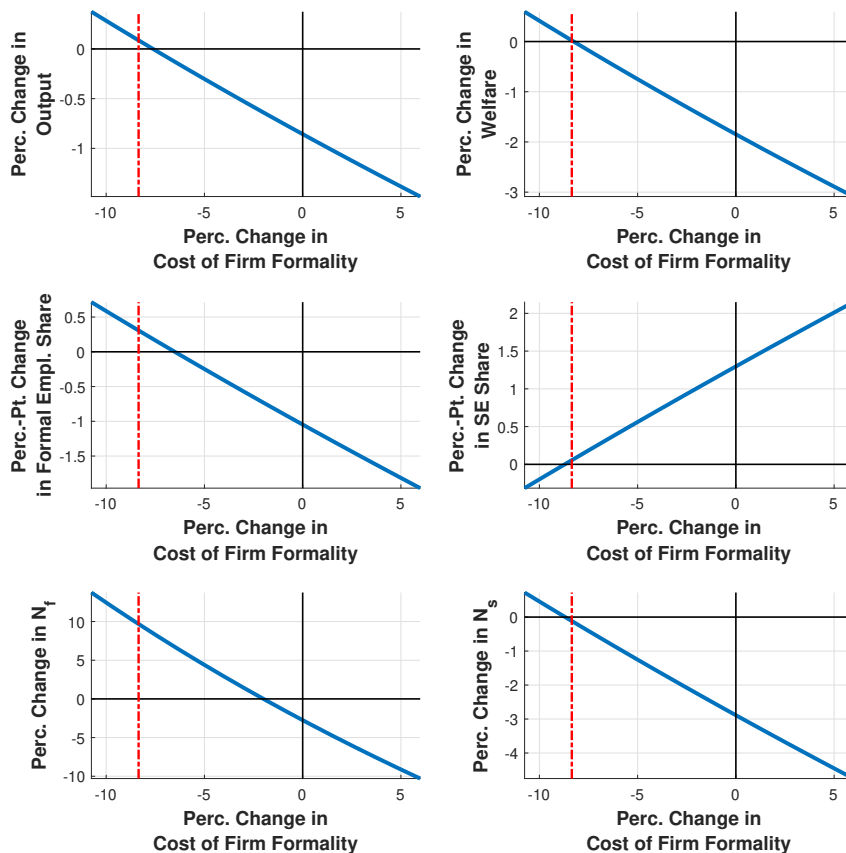 Perc. Change in
Output
0
-0.5
-1
-10
-5
0
5
Perc. Change in
Cost of Firm Formality
Perc. Change in
Welfare
0
-1
-2
-3
-10
-5
0
5
Perc. Change in
Cost of Firm Formality
Perc.-Pt. Change
in Formal Empl. Share
0.5
0
-0.5
-1
-1.5
-10
-5
0
5
Perc. Change in
Cost of Firm Formality
Perc.-Pt. Change
in SE Share
2
1.5
1
0.5
0
-10
-5
0
5
Perc. Change in
Cost of Firm Formality
Perc. Change in N_f
10
5
0
-5
-10
-10
-5
0
5
Perc. Change in
Cost of Firm Formality
Perc. Change in N_s
0
-1
-2
-3
-4
-10
-5
0
5
Perc. Change in
Cost of Firm Formality